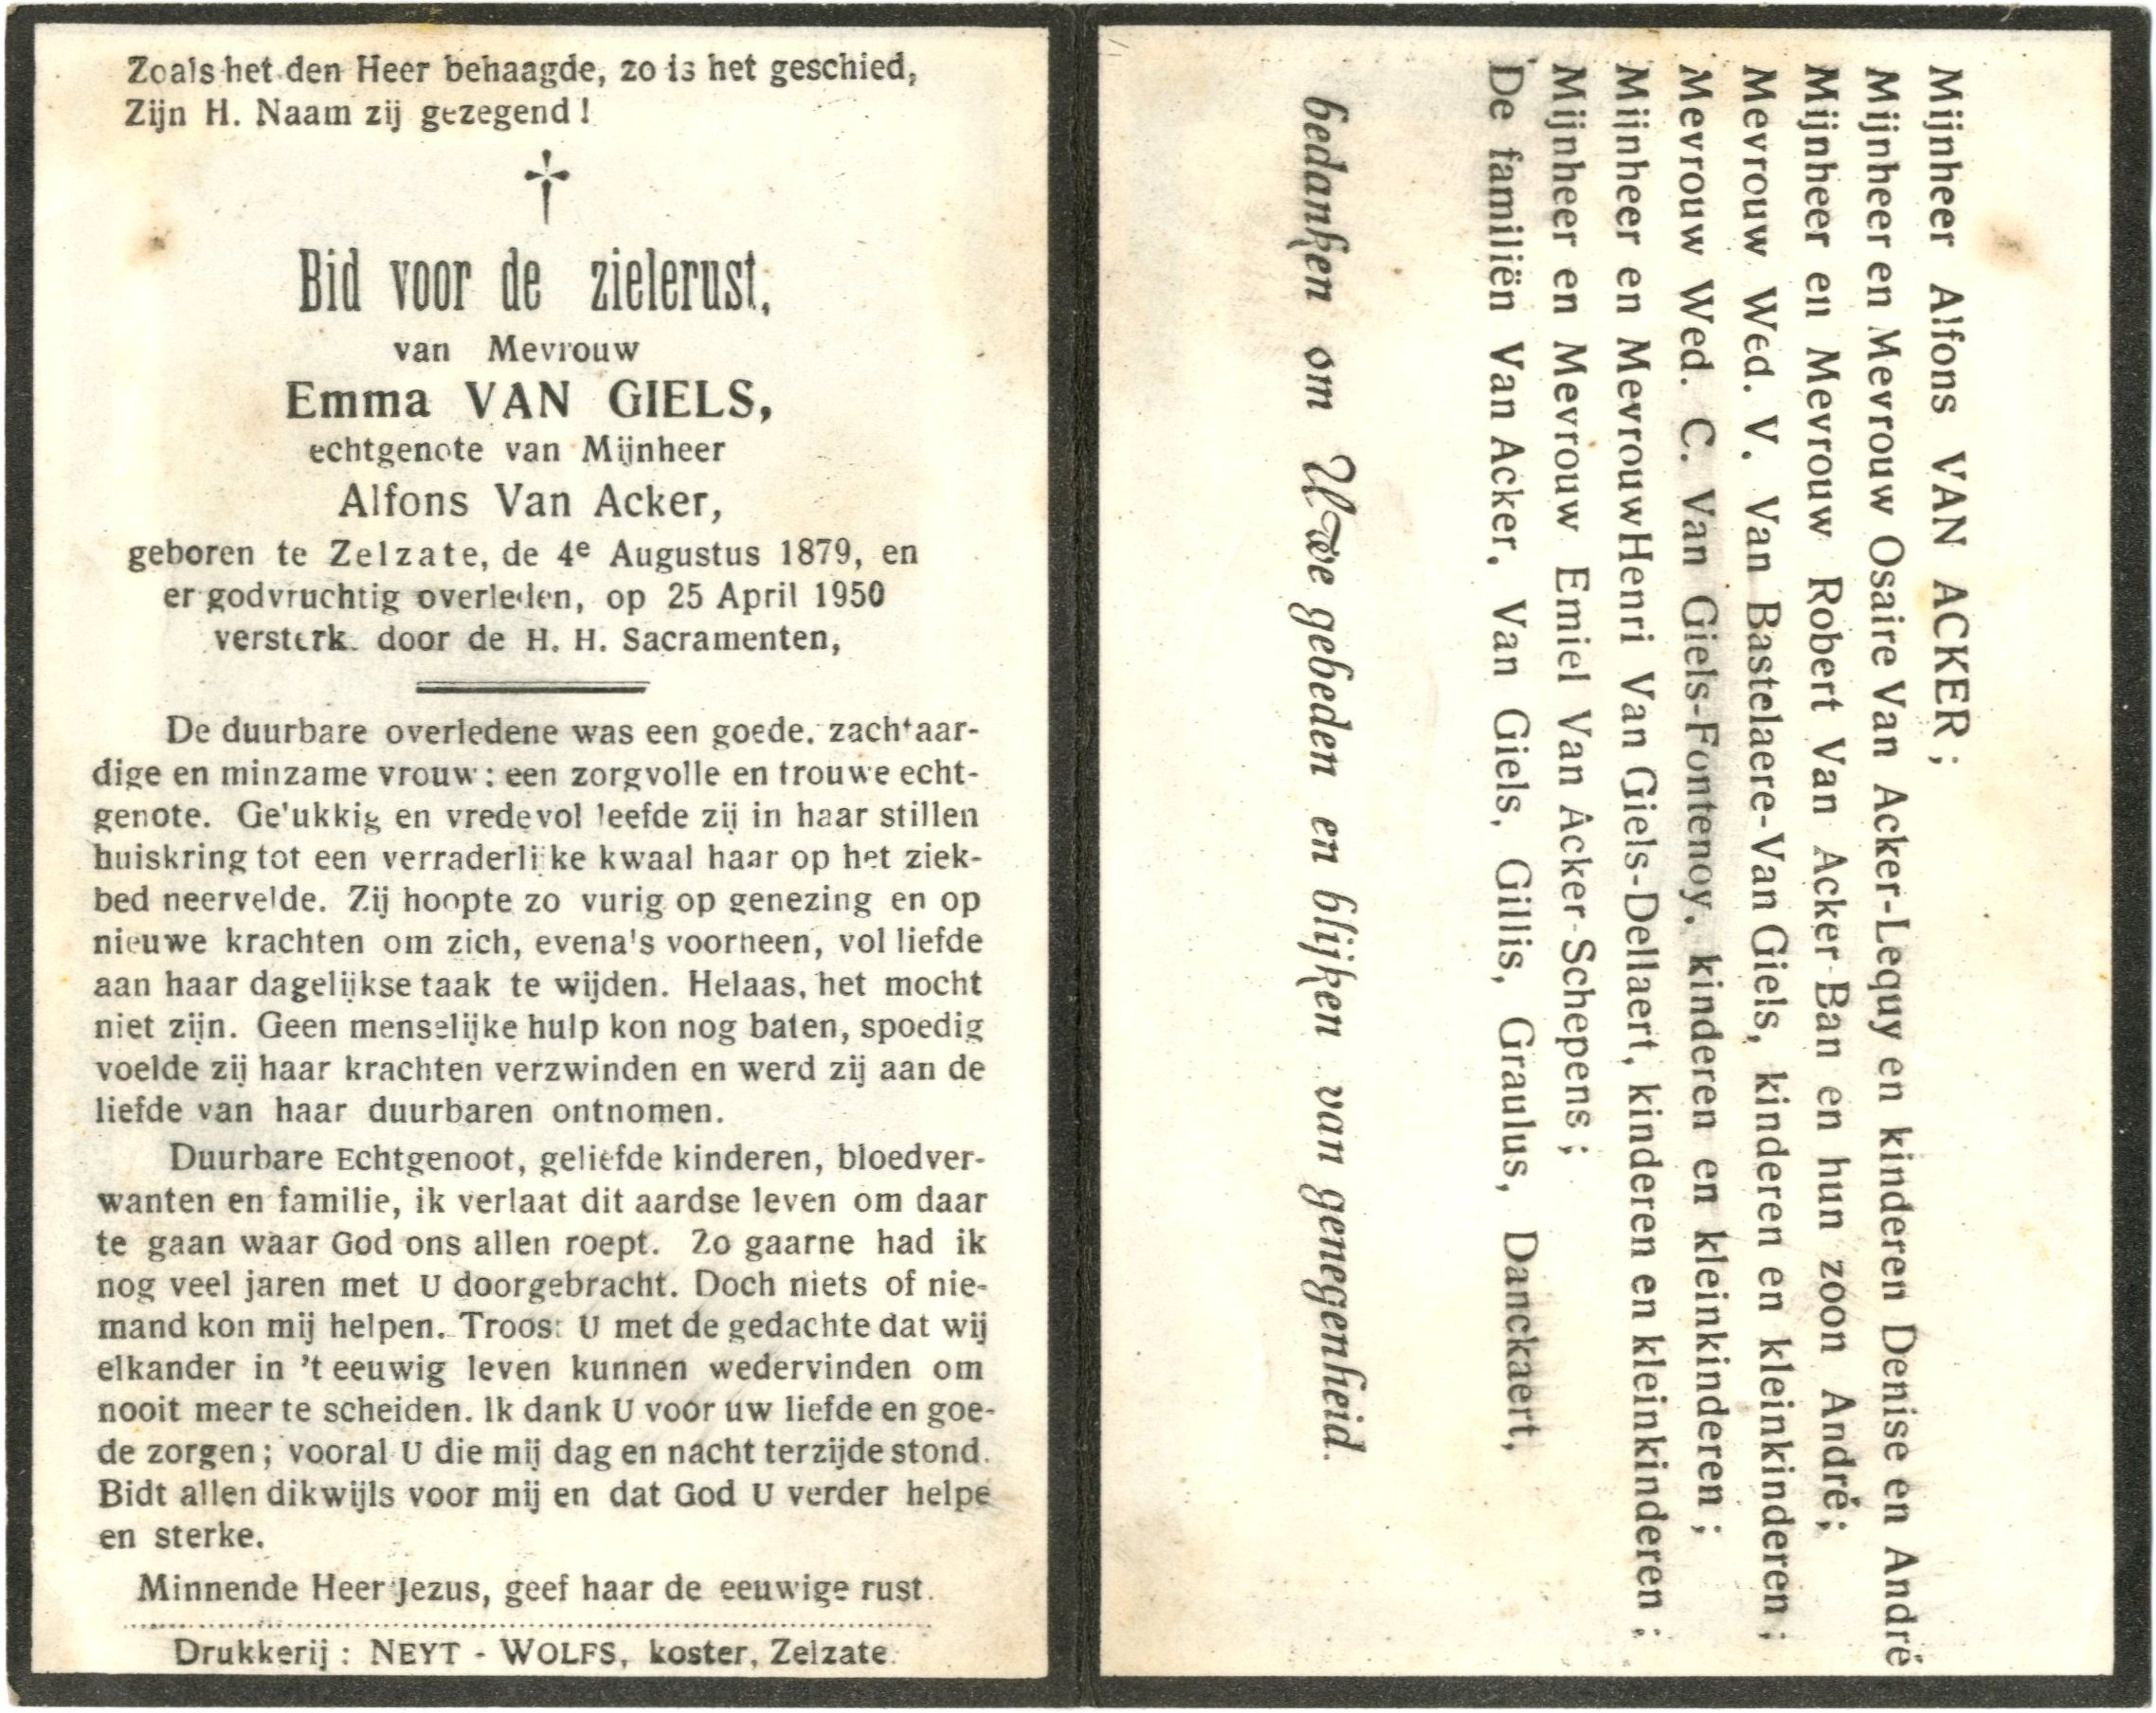 Zoals het den Heer behaagde, zo is het geschied,
Zijn H. Naam zij gezegend!
Bid voor de zielerust,
van Mevrouw
Emma VAN GIELS,
echtgenote van Mijnheer
Alfons Van Acker,
geboren te Zelzate, de 4e Augustus 1879, en
er godvruchtig overleden, op 25 April 1950
versterk door de H. H. Sacramenten,
De duurbare overledene was een goede, zachtaar-
dige en minzame vrouw: een zorgvolle en trouwe echt-
genote. Gelukkig en vredevol leefde zij in haar stillen
huiskring tot een verraderlijke kwaal haar op het ziek-
bed neervelde. Zij hoopte zo vurig op genezing en op
nieuwe krachten om zich, evenals voorheen, vol liefde
aan haar dagelijkse taak te wijden. Helaas, het mocht
niet zijn. Geen menselijke hulp kon nog baten, spoedig
voelde zij haar krachten verzwinden en werd zij aan de
liefde van haar duurbaren ontnomen.
Duurbare Echtgenoot, geliefde kinderen, bloedver-
wanten en familie, ik verlaat dit aardse leven om daar
te gaan waar God ons allen roept. Zo gaarne had ik
nog veel jaren met U doorgebracht. Doch niets of nie-
mand kon mij helpen. Troost U met de gedachte dat wij
elkander in 't eeuwig leven kunnen wedervinden om
nooit meer te scheiden. Ik dank U voor uw liefde en goe-
de zorgen; vooral U die mij dag en nacht terzijde stond.
Bidt allen dikwijls voor mij en dat God U verder helpe
en sterke.
Minnende Heer Jezus, geef haar de eeuwige rust.
Drukkerij: NEYT - WOLFS, koster, Zelzate.
Mijnheer Alfons VAN ACKER;
Mijnheer en Mevrouw Osaire Van Acker-Lequy en kinderen Denise en André
Mijnheer en Mevrouw Robert Van Acker-Ban en hun zoon André;
Mevrouw Wed. V. Van Bastelaere-Van Giels, kinderen en kleinkinderen;
Mevrouw Wed. C. Van Giels-Fontenoy, kinderen en kleinkinderen;
Mijnheer en Mevrouw Henri Van Giels-Dellaert, kinderen en kleinkinderen;
Mijnheer en Mevrouw Emiel Van Acker-Schepens;
De familiën Van Acker, Van Giels, Gillis, Graulus, Danckaert,
bedanken om Uwe gebeden en blijken van genegenheid.